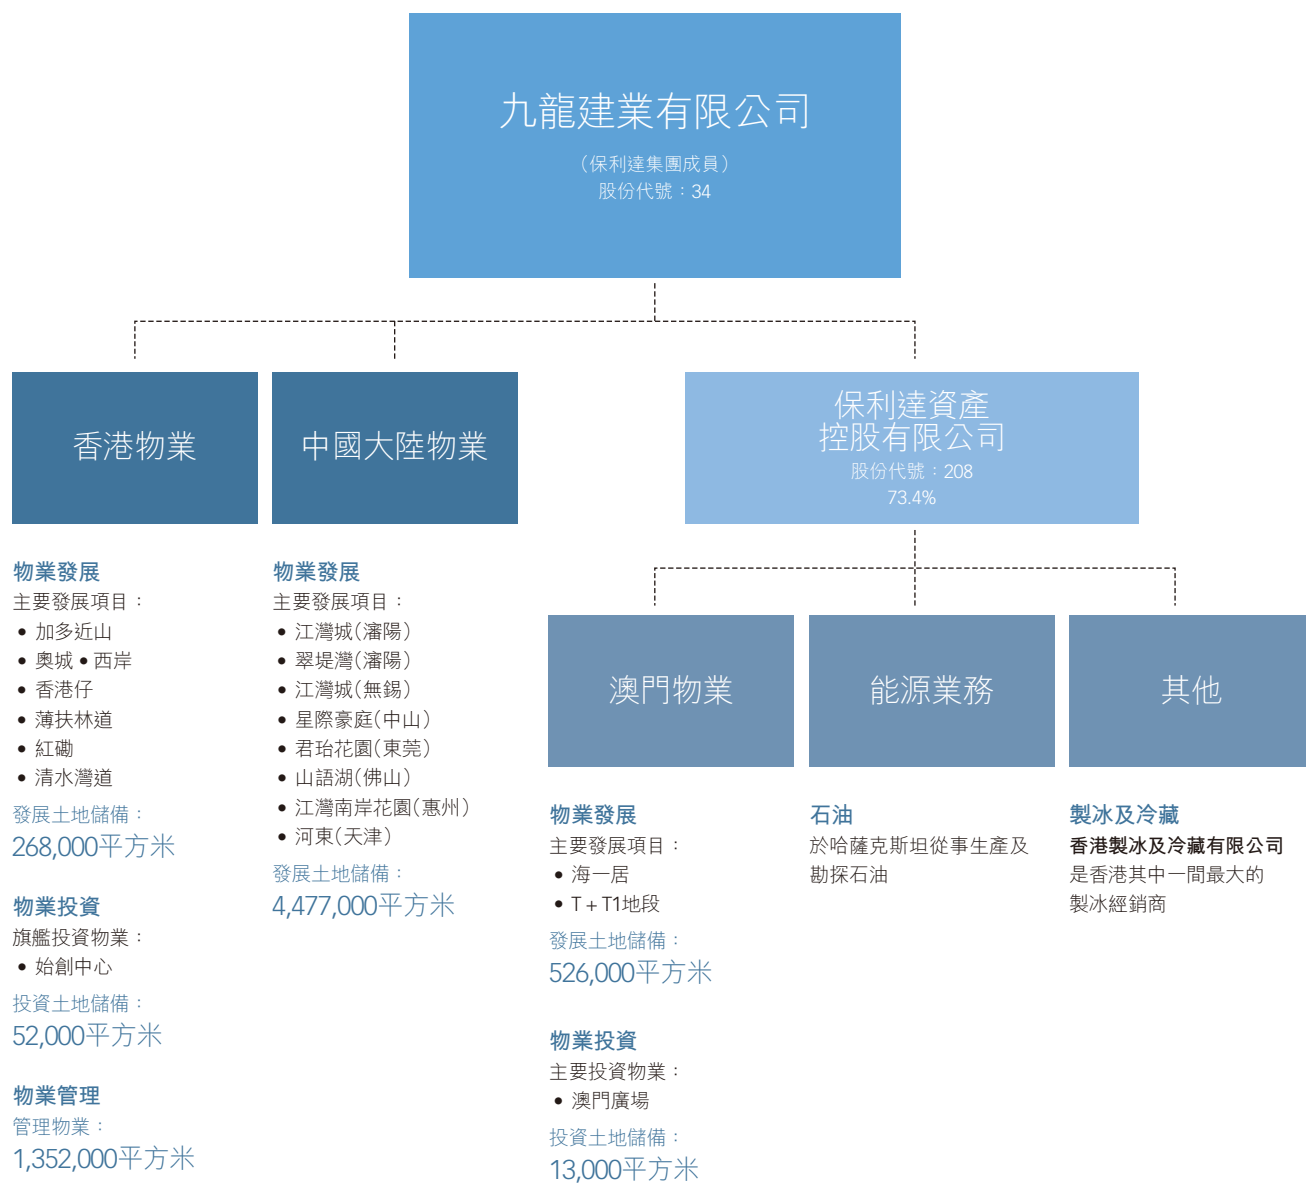 九龍建業有限公司
（保利達集團成員）
股份代號：34
香港物業
中國大陸物業
保利達資產
控股有限公司
股份代號：208
73.4%
物業發展
主要發展項目：
• 加多近山
• 奧城 • 西岸
• 香港仔
• 薄扶林道
• 紅磡
• 清水灣道
發展土地儲備：
268,000平方米
物業投資
旗艦投資物業：
• 始創中心
投資土地儲備：
52,000平方米
物業管理
管理物業：
1,352,000平方米
物業發展
主要發展項目：
• 江灣城（瀋陽）
• 翠堤灣（瀋陽）
• 江灣城（無錫）
• 星際豪庭（中山）
• 君珆花園（東莞）
• 山語湖（佛山）
• 江灣南岸花園（惠州）
• 河東（天津）
發展土地儲備：
4,477,000平方米
澳門物業
能源業務
其他
物業發展
主要發展項目：
• 海一居
• T + T1地段
發展土地儲備：
526,000平方米
物業投資
主要投資物業：
• 澳門廣場
投資土地儲備：
13,000平方米
石油
於哈薩克斯坦從事生產及
勘探石油
製冰及冷藏
香港製冰及冷藏有限公司
是香港其中一間最大的
製冰經銷商